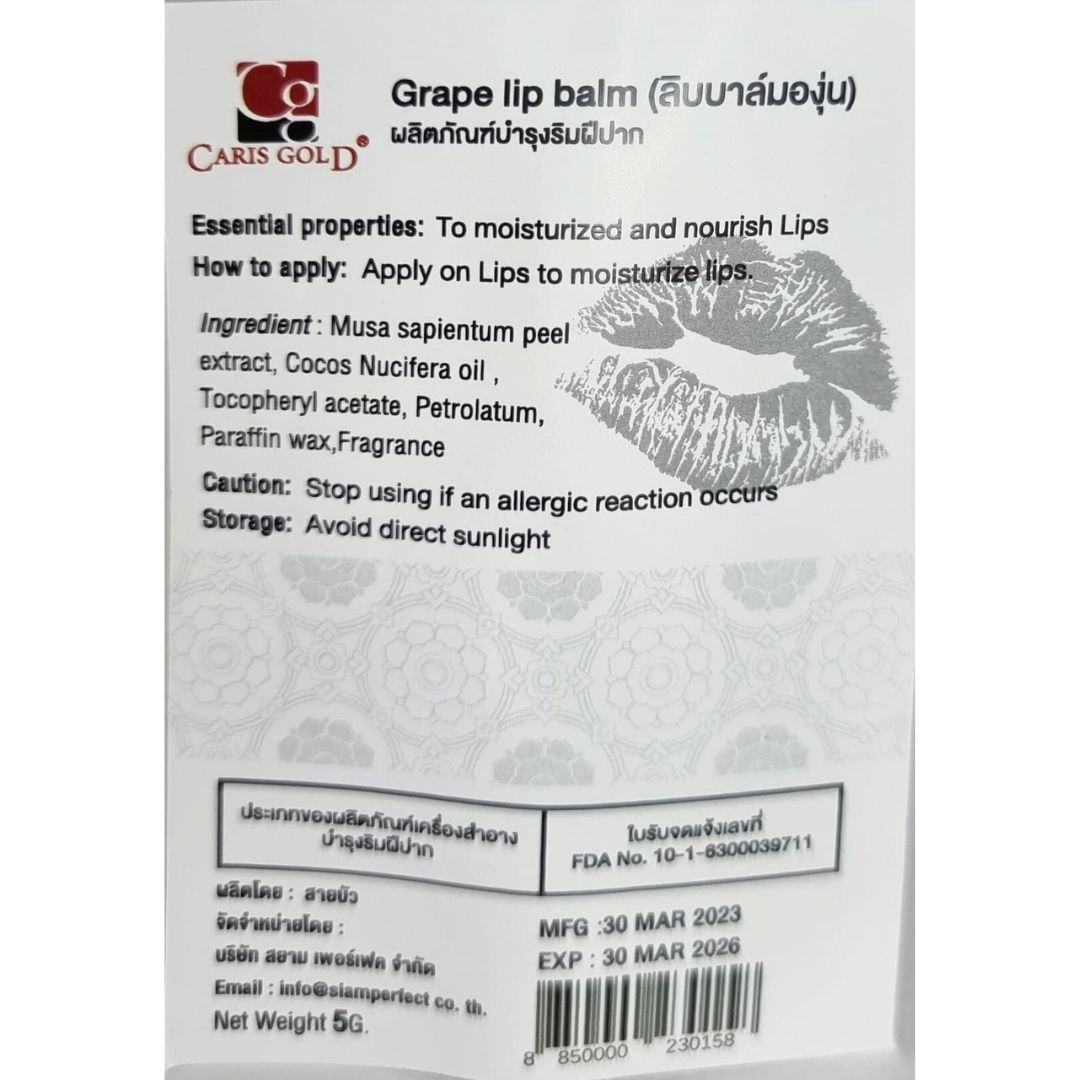 Cg
CARIS GOLD®
Grape lip balm (ลิบบาล์มองุ่น)
ผลิตภัณฑ์บำรุงริมฝีปาก
Essential properties: To moisturized and nourish Lips
How to apply: Apply on Lips to moisturize lips.
Ingredient : Musa sapientum peel
extract, Cocos Nucifera oil ,
Tocopheryl acetate, Petrolatum,
Paraffin wax,Fragrance
Caution: Stop using if an allergic reaction occurs
Storage: Avoid direct sunlight
ประเภทของผลิตภัณฑ์เครื่องสำอาง
บำรุงริมฝีปาก
ใบรับจดแจ้งเลขที่
FDA No. 10-1-6300039711
ผลิตโดย : สายบัว
จัดจำหน่ายโดย :
บริษัท สยาม เพอร์เฟค จำกัด
Email : info@siamperfect co. th.
Net Weight 5G.
MFG :30 MAR 2023
EXP : 30 MAR 2026
8 850000 230158